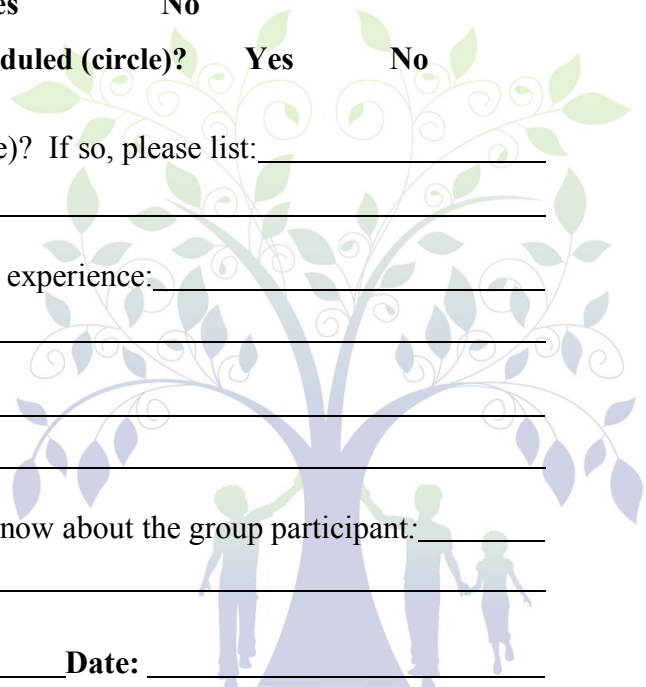 es No
duled (circle)? Yes No
e)? If so, please list:
experience:
now about the group participant:
Date: